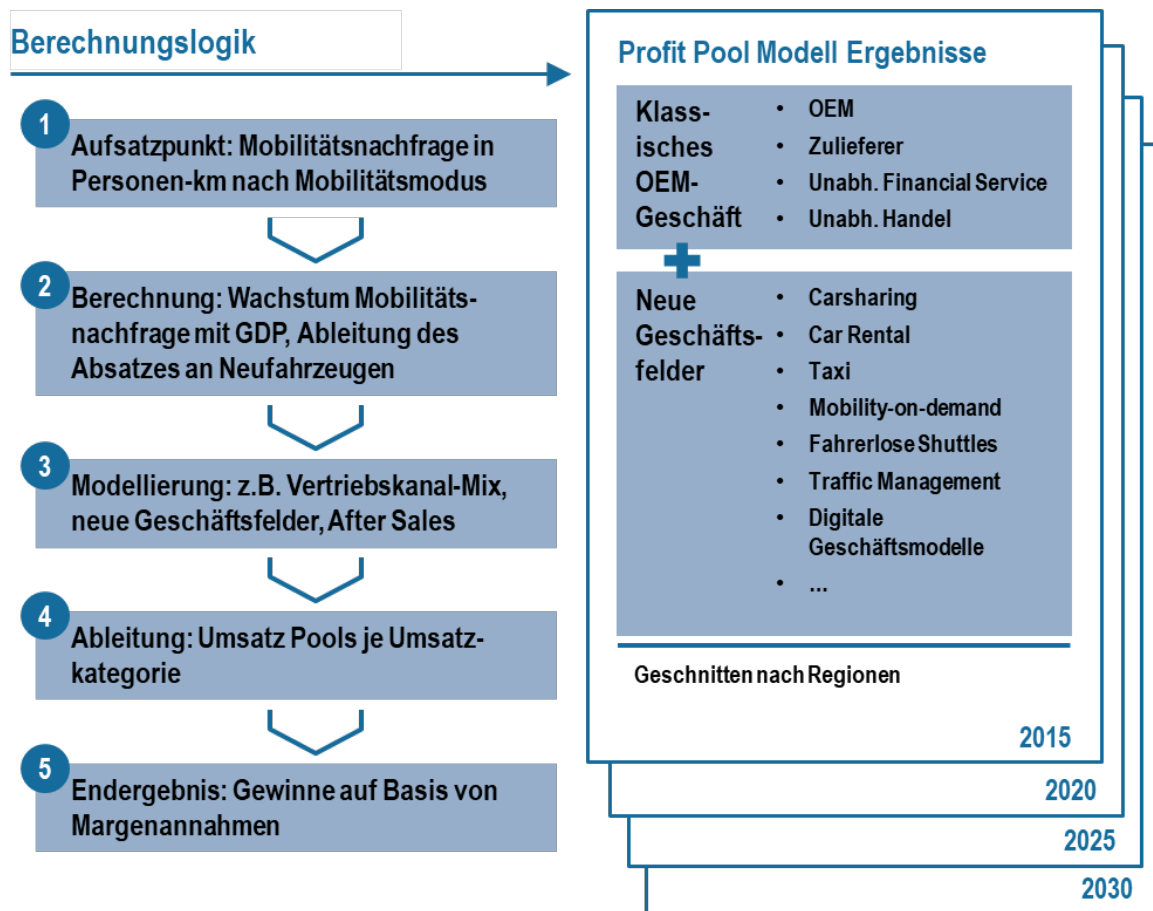 Berechnungslogik
1
Aufsatzpunkt: Mobilitätsnachfrage in
Personen-km nach Mobilitätsmodus
2
Berechnung: Wachstum Mobilitäts-
nachfrage mit GDP, Ableitung des
Absatzes an Neufahrzeugen
3
Modellierung: z.B. Vertriebskanal-Mix,
neue Geschäftsfelder, After Sales
4
Ableitung: Umsatz Pools je Umsatz-
kategorie
5
Endergebnis: Gewinne auf Basis von
Margenannahmen
Profit Pool Modell Ergebnisse
Klass-
isches
OEM-
Geschäft
• OEM
• Zulieferer
• Unabh. Financial Service
• Unabh. Handel
Neue
Geschäfts-
felder
• Carsharing
• Car Rental
• Taxi
• Mobility-on-demand
• Fahrerlose Shuttles
• Traffic Management
• Digitale
Geschäftsmodelle
• ...
Geschnitten nach Regionen
2015
2020
2025
2030